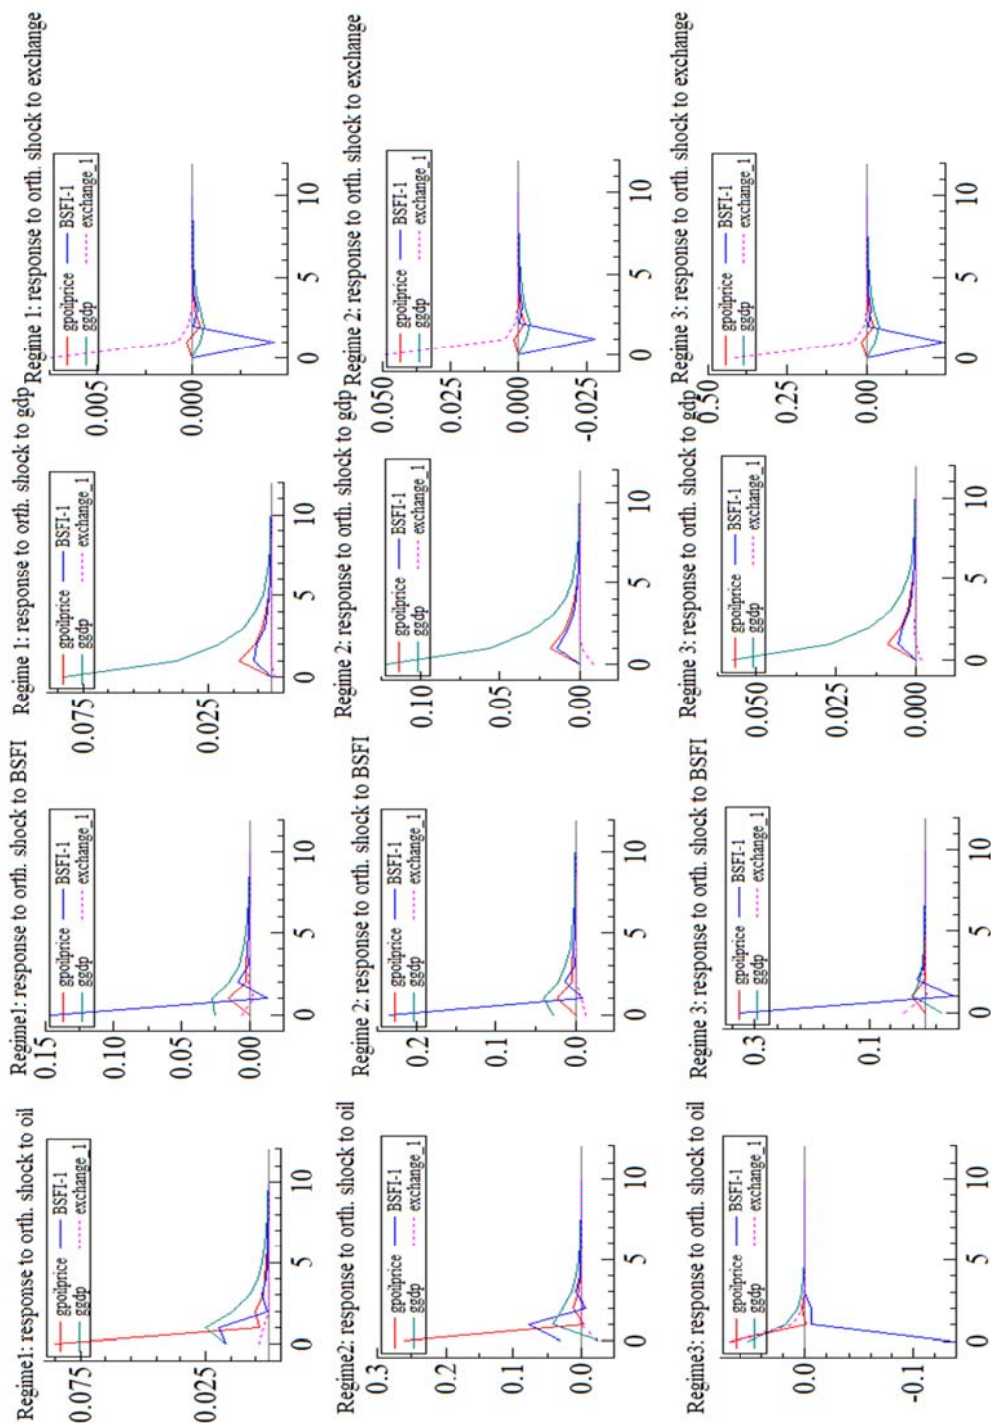 Regime1: response to orth. shock to oil
gpoilprice BSFI-1
ggdp exchange_1
0.075
0.025
0 5 10
Regime1: response to orth. shock to BSFI
gpoilprice BSFI-1
ggdp exchange_1
0.15
0.10
0.05
0.00
0 5 10
Regime 1: response to orth. shock to gdp
gpoilprice BSFI-1
ggdp exchange_1
0.075
0.025
0 5 10
Regime 1: response to orth. shock to exchange
gpoilprice BSFI-1
ggdp exchange_1
0.005
0.000
0 5 10
Regime2: response to orth. shock to oil
gpoilprice BSFI-1
ggdp exchange_1
0.3
0.1
0.0
0 5 10
Regime 2: response to orth. shock to BSFI
gpoilprice BSFI-1
ggdp exchange_1
0.2
0.1
0.0
0 5 10
Regime 2: response to orth. shock to gdp
gpoilprice BSFI-1
ggdp exchange_1
0.10
0.00
0 5 10
Regime 2: response to orth. shock to exchange
gpoilprice BSFI-1
ggdp exchange_1
0.050
0.025
0.000
-0.025
0 5 10
Regime3: response to orth. shock to oil
gpoilprice BSFI-1
ggdp exchange_1
0.0
-0.1
0 5 10
Regime 3: response to orth. shock to BSFI
gpoilprice BSFI-1
ggdp exchange_1
0.3
0.1
0 5 10
Regime 3: response to orth. shock to gdp
gpoilprice BSFI-1
ggdp exchange_1
0.050
0.000
0 5 10
Regime 3: response to orth. shock to exchange
gpoilprice BSFI-1
ggdp exchange_1
0.50
0.25
0.00
0 5 10